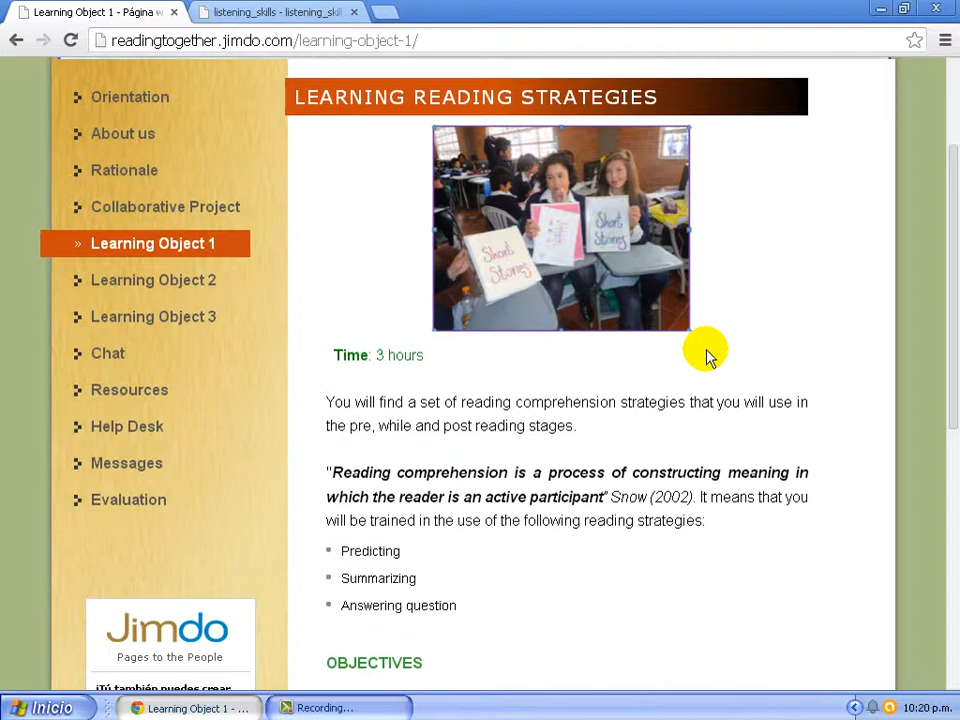 Learning Object 1 - Página w
listening_skills - listening_skil
readingtogether.jimdo.com/learning-object-1/
Orientation
About us
Rationale
Collaborative Project
» Learning Object 1
Learning Object 2
Learning Object 3
Chat
Resources
Help Desk
Messages
Evaluation
Jimdo
Pages to the People
¡Tú también puedes crear
LEARNING READING STRATEGIES
Short
Stories
Short
Stories
Time: 3 hours
You will find a set of reading comprehension strategies that you will use in
the pre, while and post reading stages.
"Reading comprehension is a process of constructing meaning in
which the reader is an active participant" Snow (2002). It means that you
will be trained in the use of the following reading strategies:
Predicting
Summarizing
Answering question
OBJECTIVES
Inicio
Learning Object 1 - ...
Recording...
10:20 p.m.